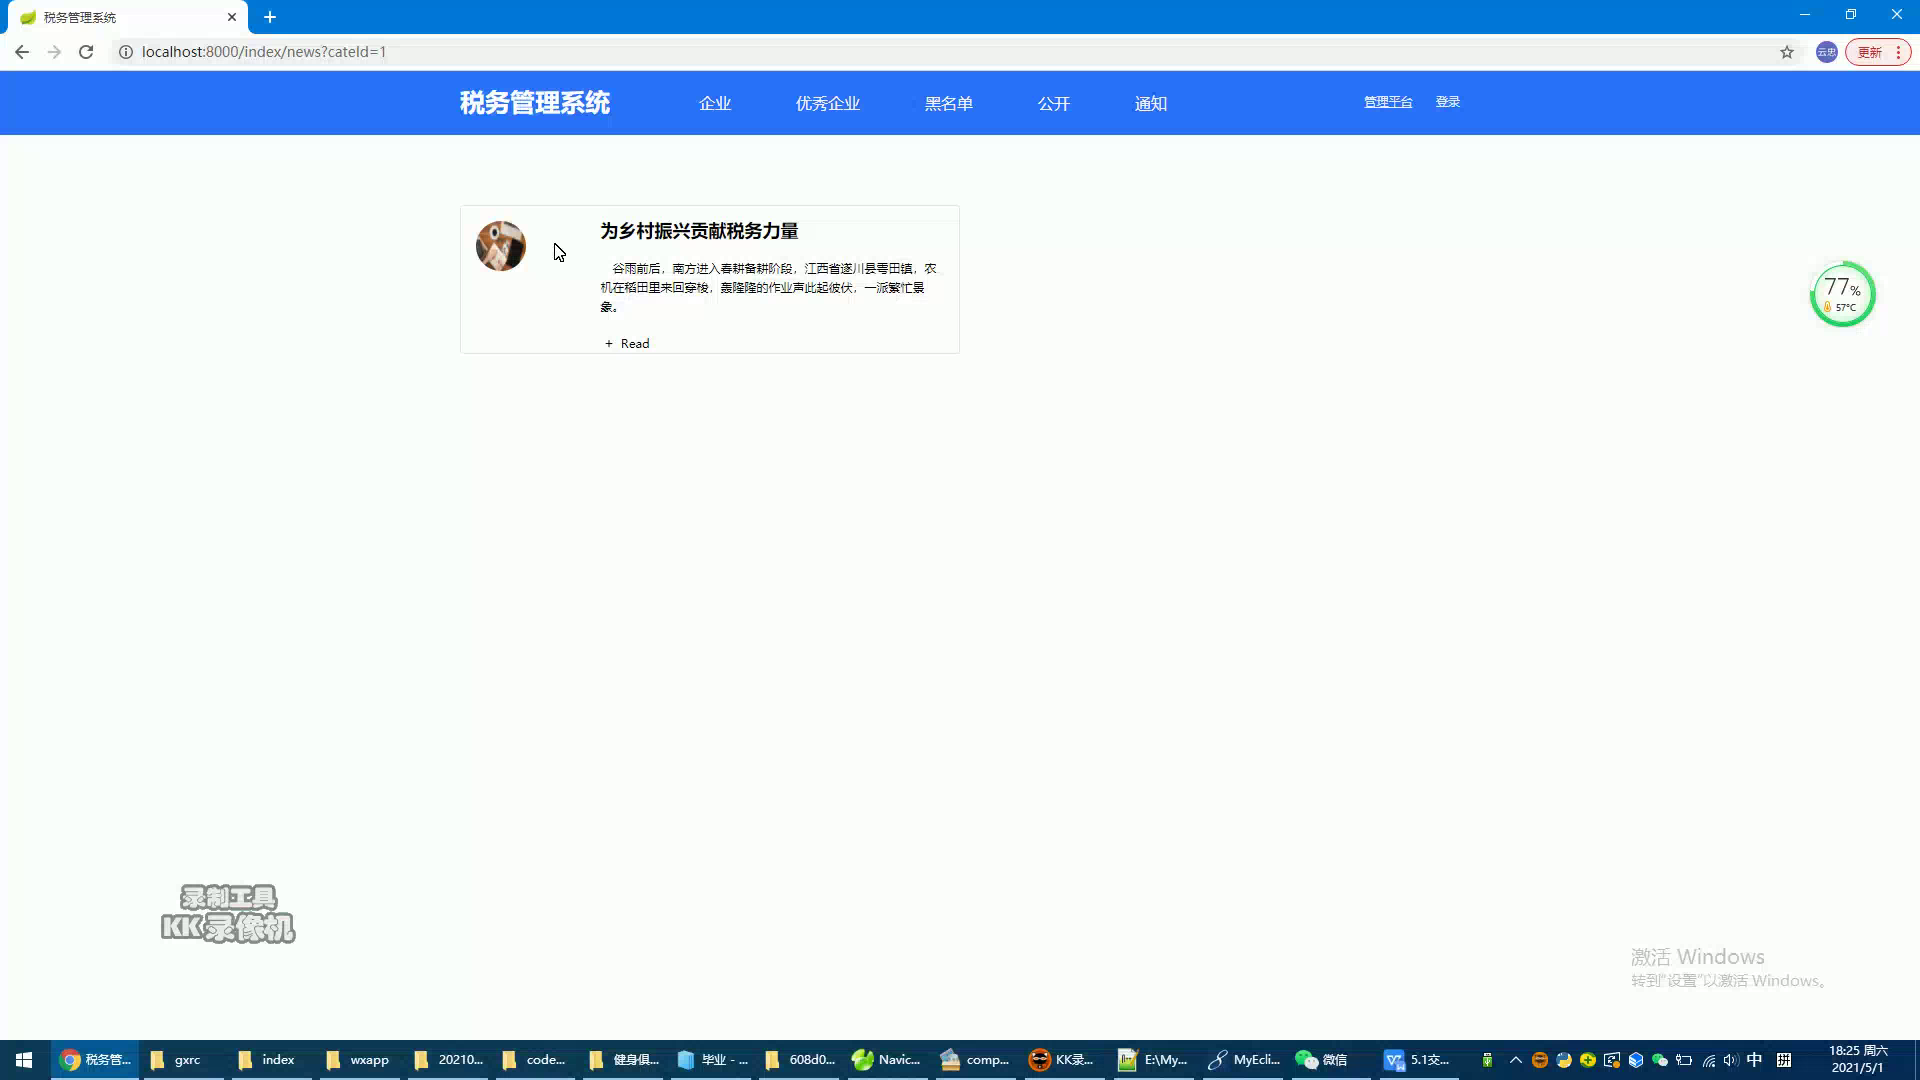 税务管理系统
localhost:8000/index/news?cateId=1
云忠
更新
税务管理系统
企业
优秀企业
黑名单
公开
通知
管理平台
登录
为乡村振兴贡献税务力量
谷雨前后，南方进入春耕备耕阶段，江西省遂川县雩田镇，农
机在稻田里来回穿梭，轰隆隆的作业声此起彼伏，一派繁忙景
象。
+ Read
77%
57°C
录制工具
KK录像机
激活 Windows
转到"设置"以激活 Windows。
税务管...
gxrc
index
wxapp
20210...
code...
健身俱...
毕业 - ...
608d0...
Navic...
comp...
KK录...
E:\My...
MyEcli...
微信
5.1交...
中
拼
18:25 周六
2021/5/1